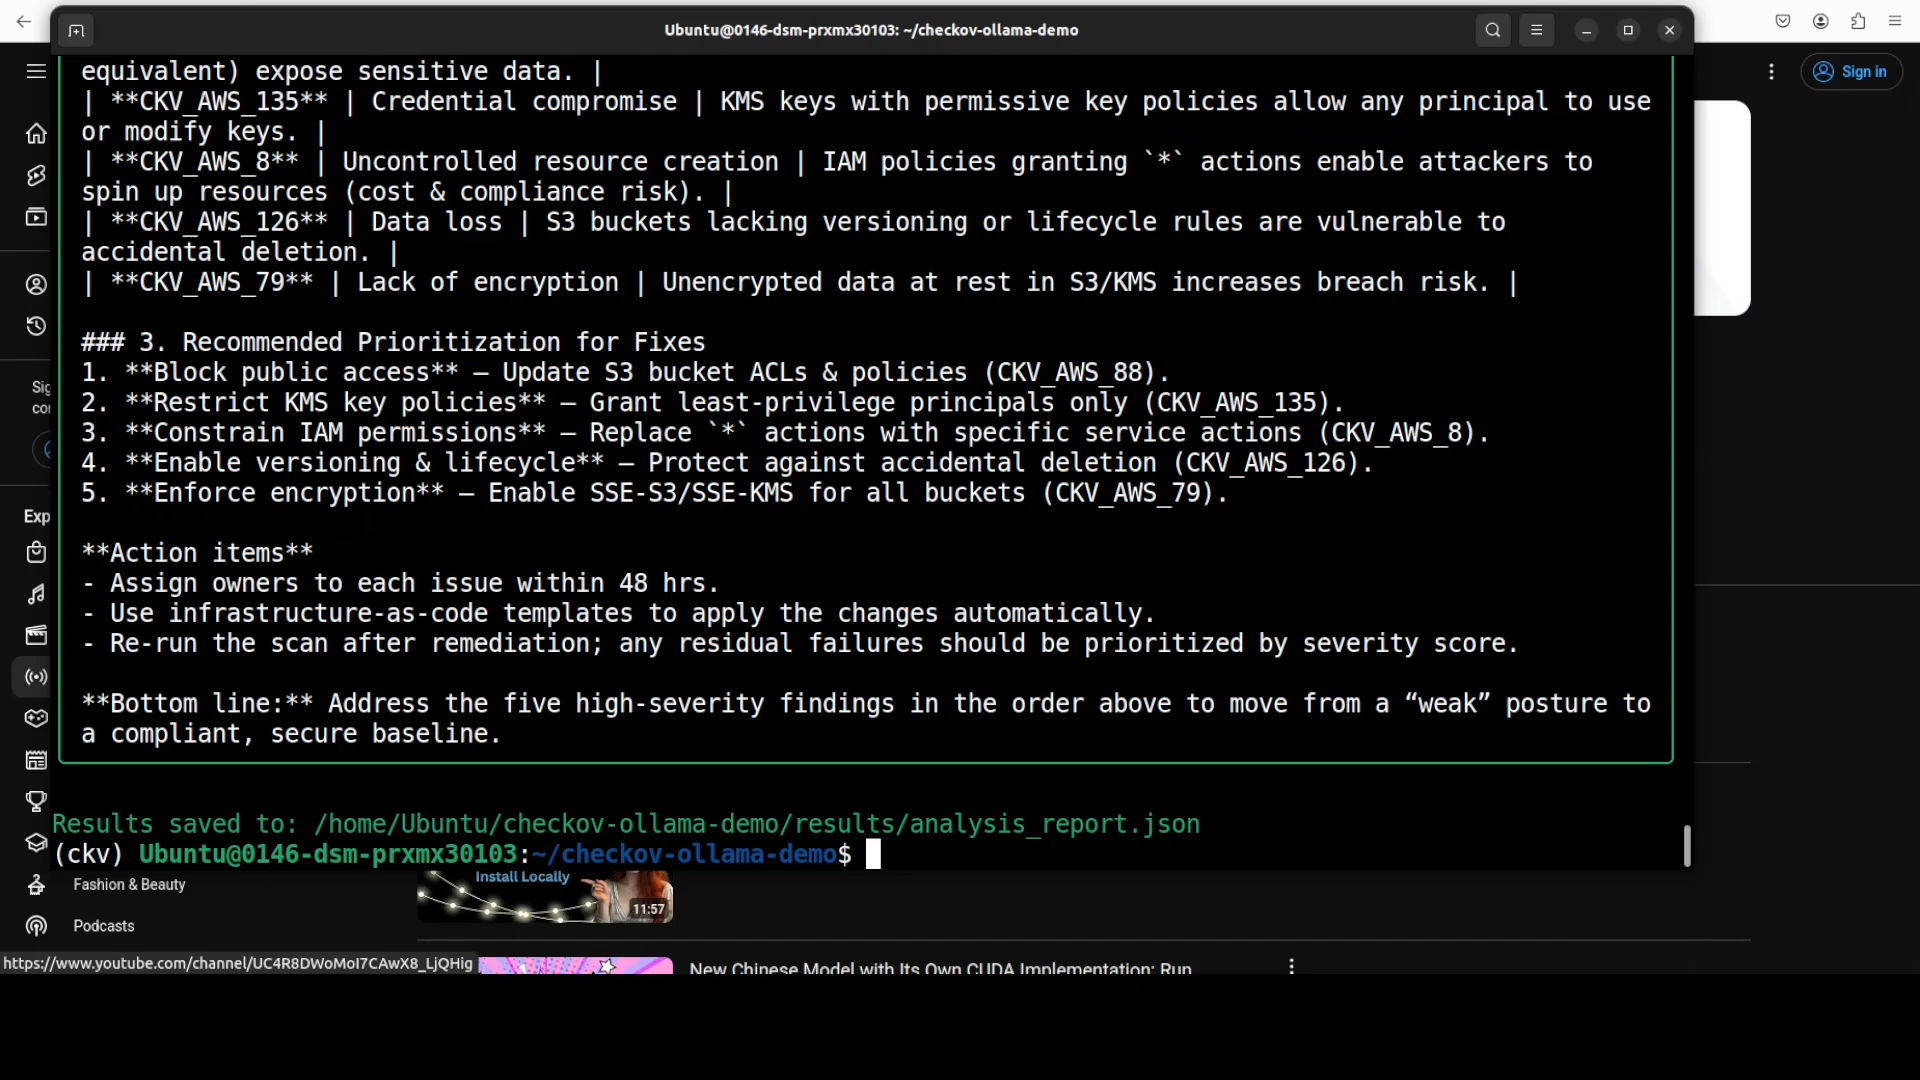 Ubuntu@0146-dsm-prxmx30103: ~/checkov-ollama-demo
Sign in
equivalent) expose sensitive data. |
| **CKV_AWS_135** | Credential compromise | KMS keys with permissive key policies allow any principal to use
or modify keys. |
| **CKV_AWS_8** | Uncontrolled resource creation | IAM policies granting `*` actions enable attackers to
spin up resources (cost & compliance risk). |
| **CKV_AWS_126** | Data loss | S3 buckets lacking versioning or lifecycle rules are vulnerable to
accidental deletion. |
| **CKV_AWS_79** | Lack of encryption | Unencrypted data at rest in S3/KMS increases breach risk. |
### 3. Recommended Prioritization for Fixes
1. **Block public access** – Update S3 bucket ACLs & policies (CKV_AWS_88).
2. **Restrict KMS key policies** – Grant least-privilege principals only (CKV_AWS_135).
3. **Constrain IAM permissions** – Replace `*` actions with specific service actions (CKV_AWS_8).
4. **Enable versioning & lifecycle** – Protect against accidental deletion (CKV_AWS_126).
5. **Enforce encryption** – Enable SSE-S3/SSE-KMS for all buckets (CKV_AWS_79).
**Action items**
- Assign owners to each issue within 48 hrs.
- Use infrastructure-as-code templates to apply the changes automatically.
- Re-run the scan after remediation; any residual failures should be prioritized by severity score.
**Bottom line:** Address the five high-severity findings in the order above to move from a “weak” posture to
a compliant, secure baseline.
Results saved to: /home/Ubuntu/checkov-ollama-demo/results/analysis_report.json
(ckv) Ubuntu@0146-dsm-prxmx30103:~/checkov-ollama-demo$
Sig
Exp
Fashion & Beauty
Podcasts
Install Locally
11:57
https://www.youtube.com/channel/UC4R8DWoMoI7CAwX8_LjQHig
New Chinese Model with Its Own CUDA Implementation: Run